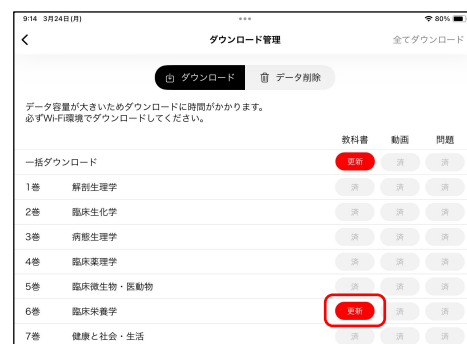 9:14 3月24日(月) 80%
ダウンロード管理 全てダウンロード
ダウンロード データ削除
データ容量が大きいためダウンロードに時間がかかります。
必ずWi-Fi環境でダウンロードしてください。
教科書 動画 問題
一括ダウンロード 更新 済 済
1巻 解剖生理学 済 済 済
2巻 臨床生化学 済 済 済
3巻 病態生理学 済 済 済
4巻 臨床薬理学 済 済 済
5巻 臨床微生物・医動物 済 済 済
6巻 臨床栄養学 更新 済 済
7巻 健康と社会・生活 済 済 済